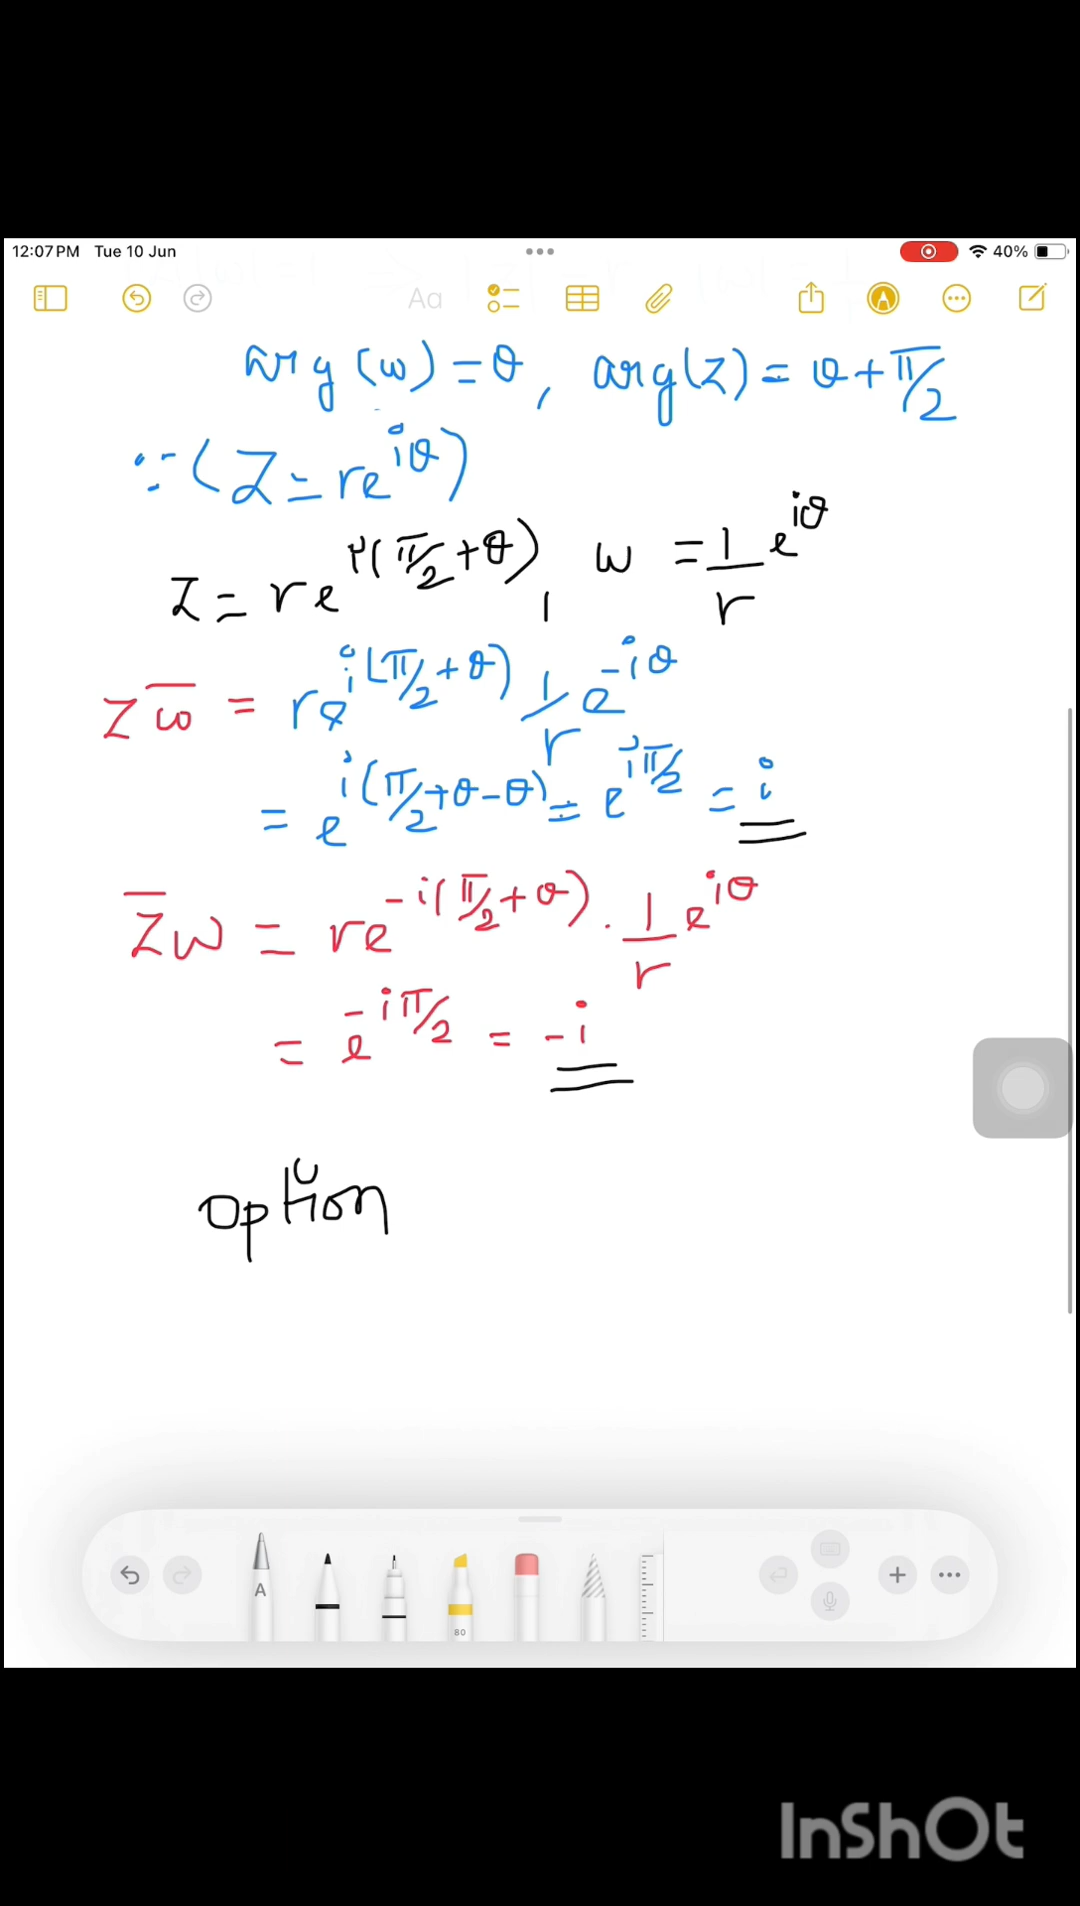 12:07 PM Tue 10 Jun
40%
Aa
arg(w) = θ, arg(z) = θ + π/2
∵ (z = re^{iθ})
z = re^{i(π/2 + θ)}, w = 1/r e^{iθ}
z w̅ = re^{i(π/2 + θ)} 1/r e^{-iθ}
= e^{i(π/2 + θ - θ)} = e^{iπ/2} = i
z̅ w = re^{-i(π/2 + θ)} . 1/r e^{iθ}
= e^{-iπ/2} = -i
option
A
80
InShOt